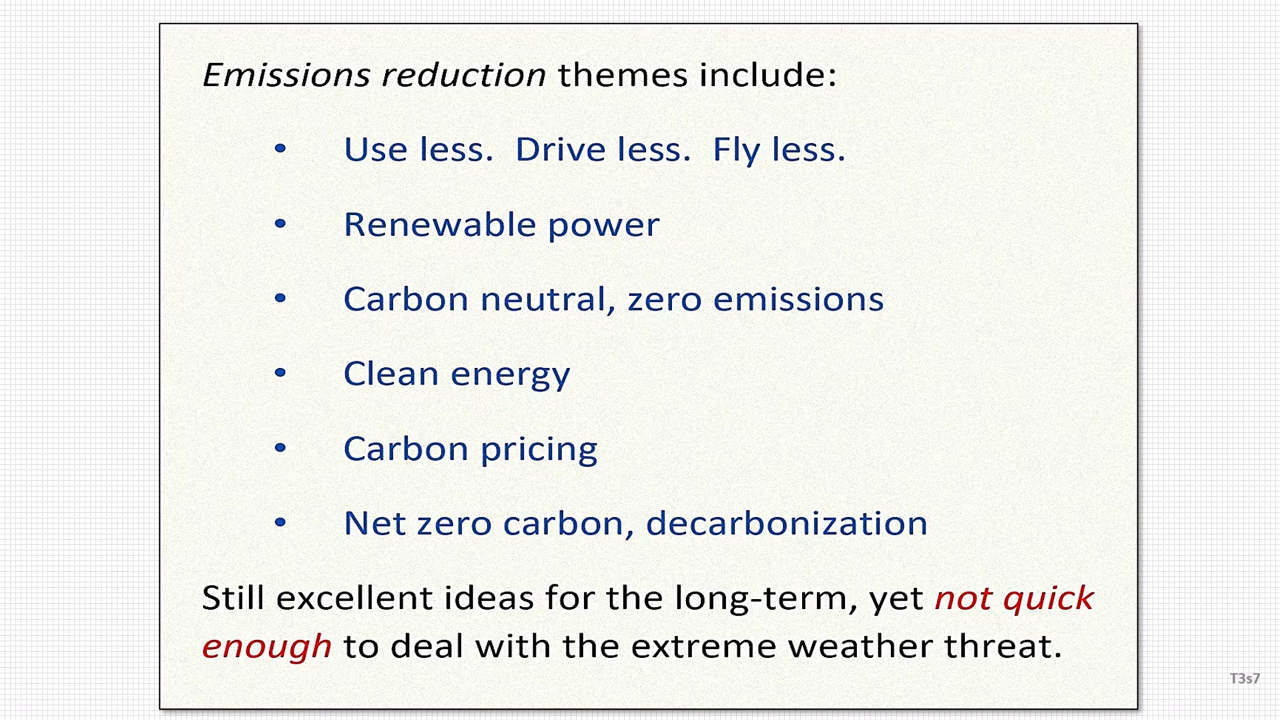 Emissions reduction themes include:
• Use less.  Drive less.  Fly less.
• Renewable power
• Carbon neutral, zero emissions
• Clean energy
• Carbon pricing
• Net zero carbon, decarbonization
Still excellent ideas for the long-term, yet not quick
enough to deal with the extreme weather threat.
T3s7